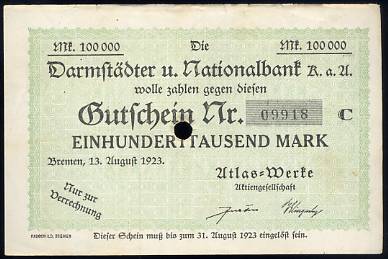 Mk. 100 000 Die Mk. 100 000
Darmstädter u. Nationalbank K.a.A.
wolle zahlen gegen diesen
Gutschein Nr. 09918 C
EINHUNDERTTAUSEND MARK
Bremen, 13. August 1923.
Atlas-Werke
Aktiengesellschaft
Nur zur
Verrechnung
Dieser Schein muß bis zum 31. August 1923 eingelöst sein.